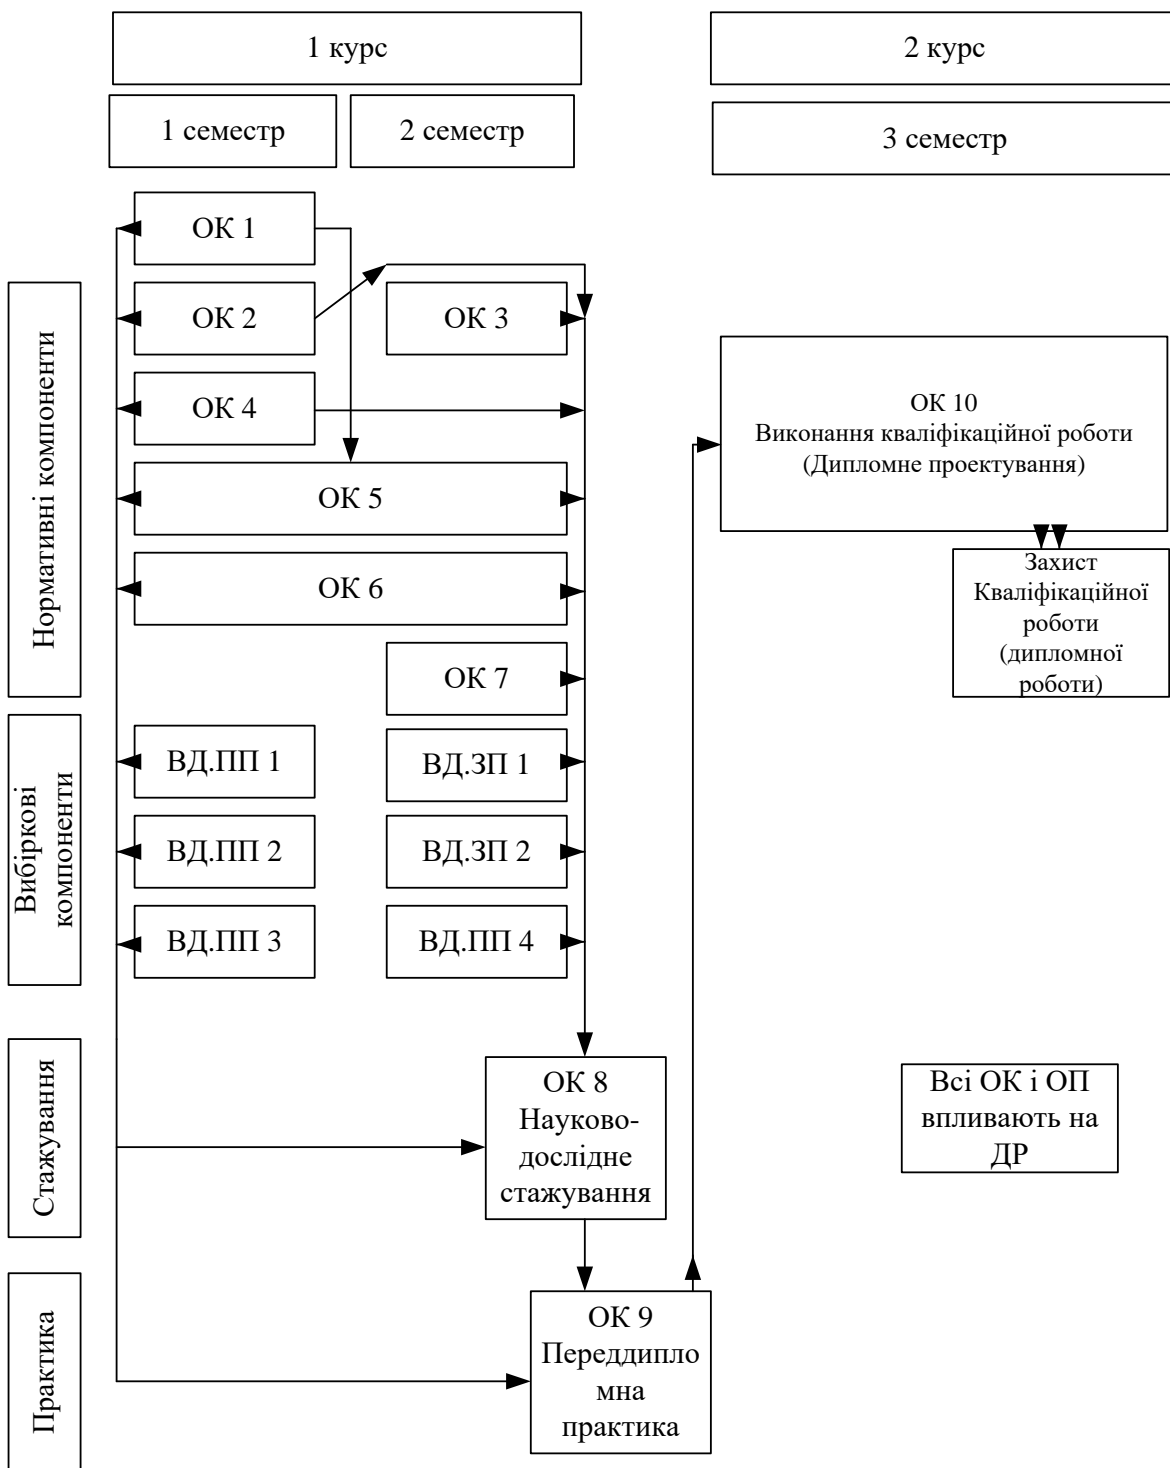 1 курс
2 курс
1 семестр
2 семестр
3 семестр
ОК 1
ОК 2
ОК 3
ОК 4
ОК 5
ОК 6
ОК 7
Нормативні компоненти
ОК 10
Виконання кваліфікаційної роботи
(Дипломне проектування)
Захист
Кваліфікаційної
роботи
(дипломної
роботи)
Вибіркові
компоненти
ВД.ПП 1
ВД.ЗП 1
ВД.ПП 2
ВД.ЗП 2
ВД.ПП 3
ВД.ПП 4
Стажування
ОК 8
Науково-
дослідне
стажування
Всі ОК і ОП
впливають на
ДР
Практика
ОК 9
Переддипло
мна
практика